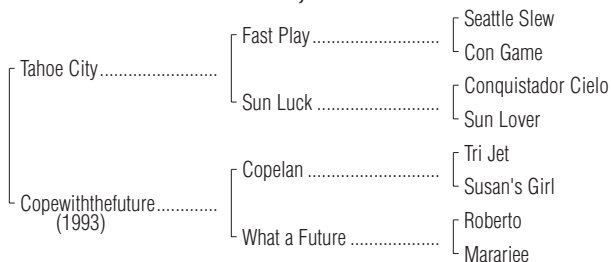 Fast Play
Seattle Slew
Con Game
Tahoe City
Sun Luck
Conquistador Cielo
Sun Lover
Copelan
Tri Jet
Susan's Girl
Copewiththefuture
(1993)
What a Future
Roberto
Mararjee